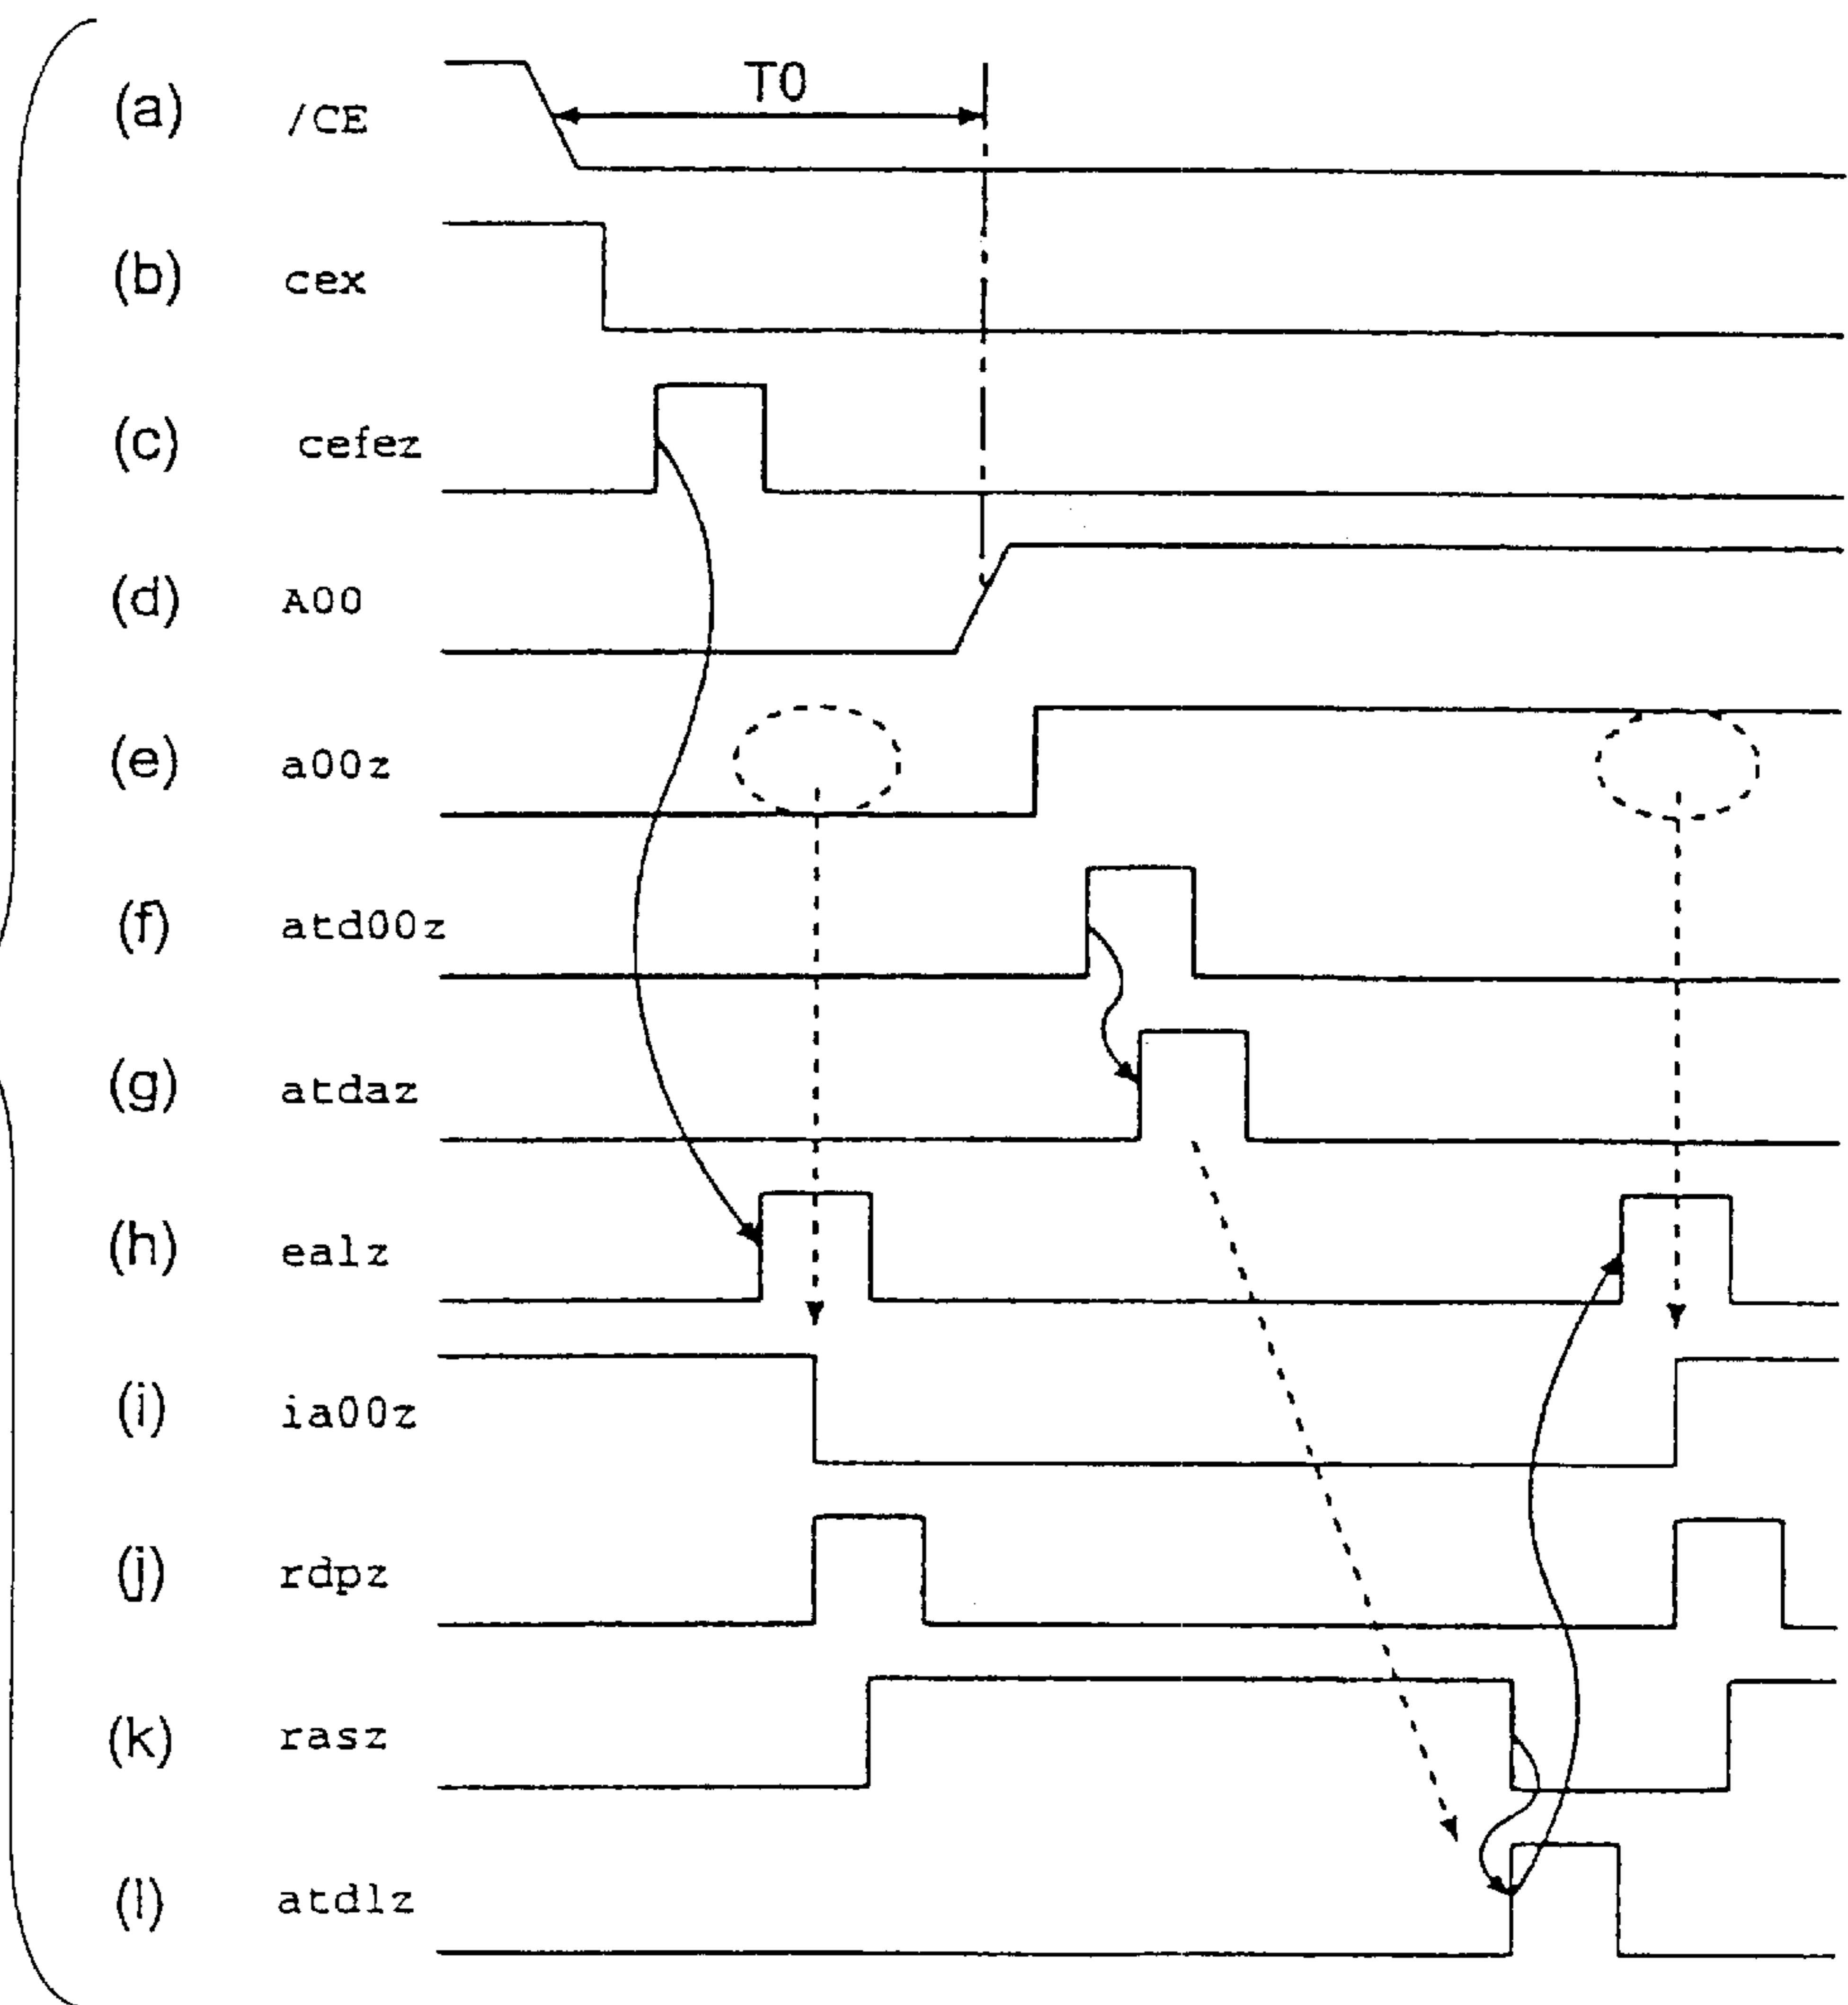 T0
(a) /CE
(b) cex
(c) cefez
(d) A00
(e) a00z
(f) atd00z
(g) atdaz
(h) ealz
(i) ia00z
(j) rdpz
(k) rasz
(l) atdlz